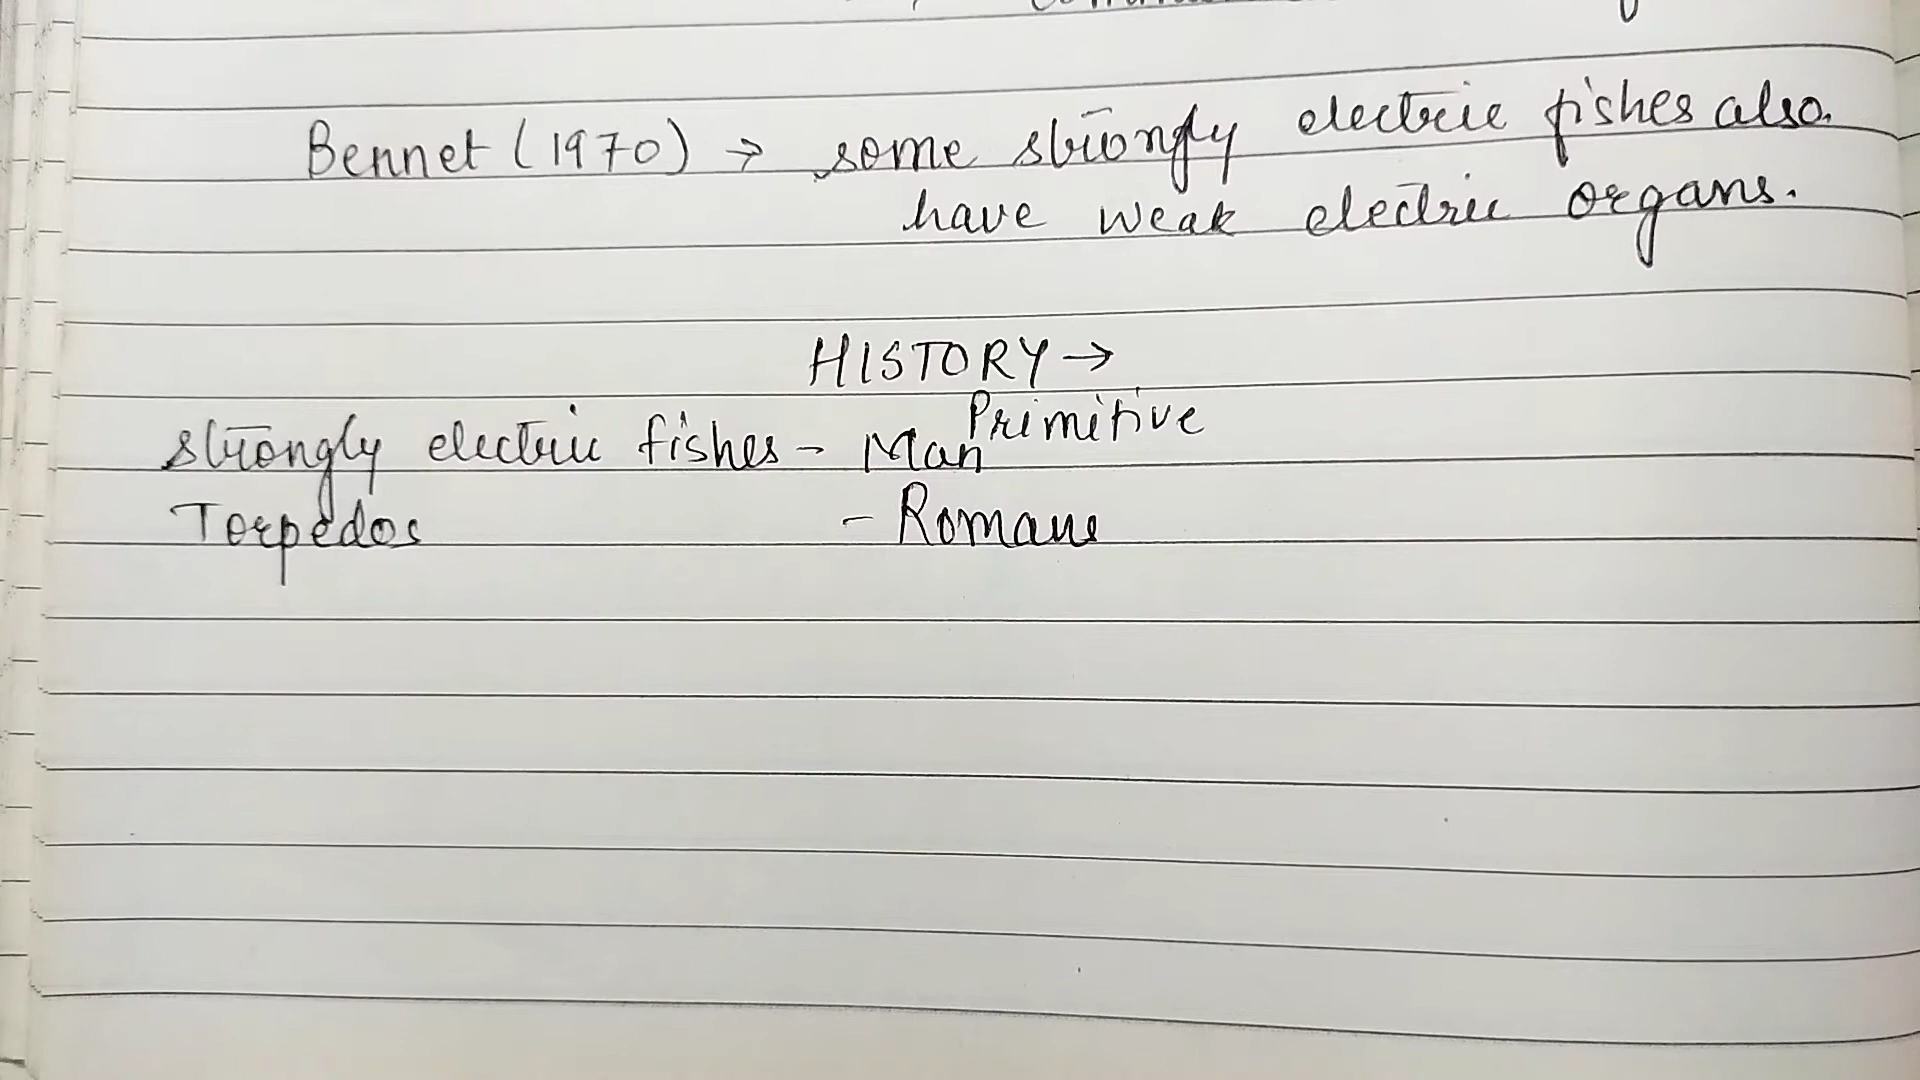 Bennet (1970) → some strongly electric fishes also
have weak electric organs.
HISTORY →
strongly electric fishes - Man Primitive
Torpedos - Romans